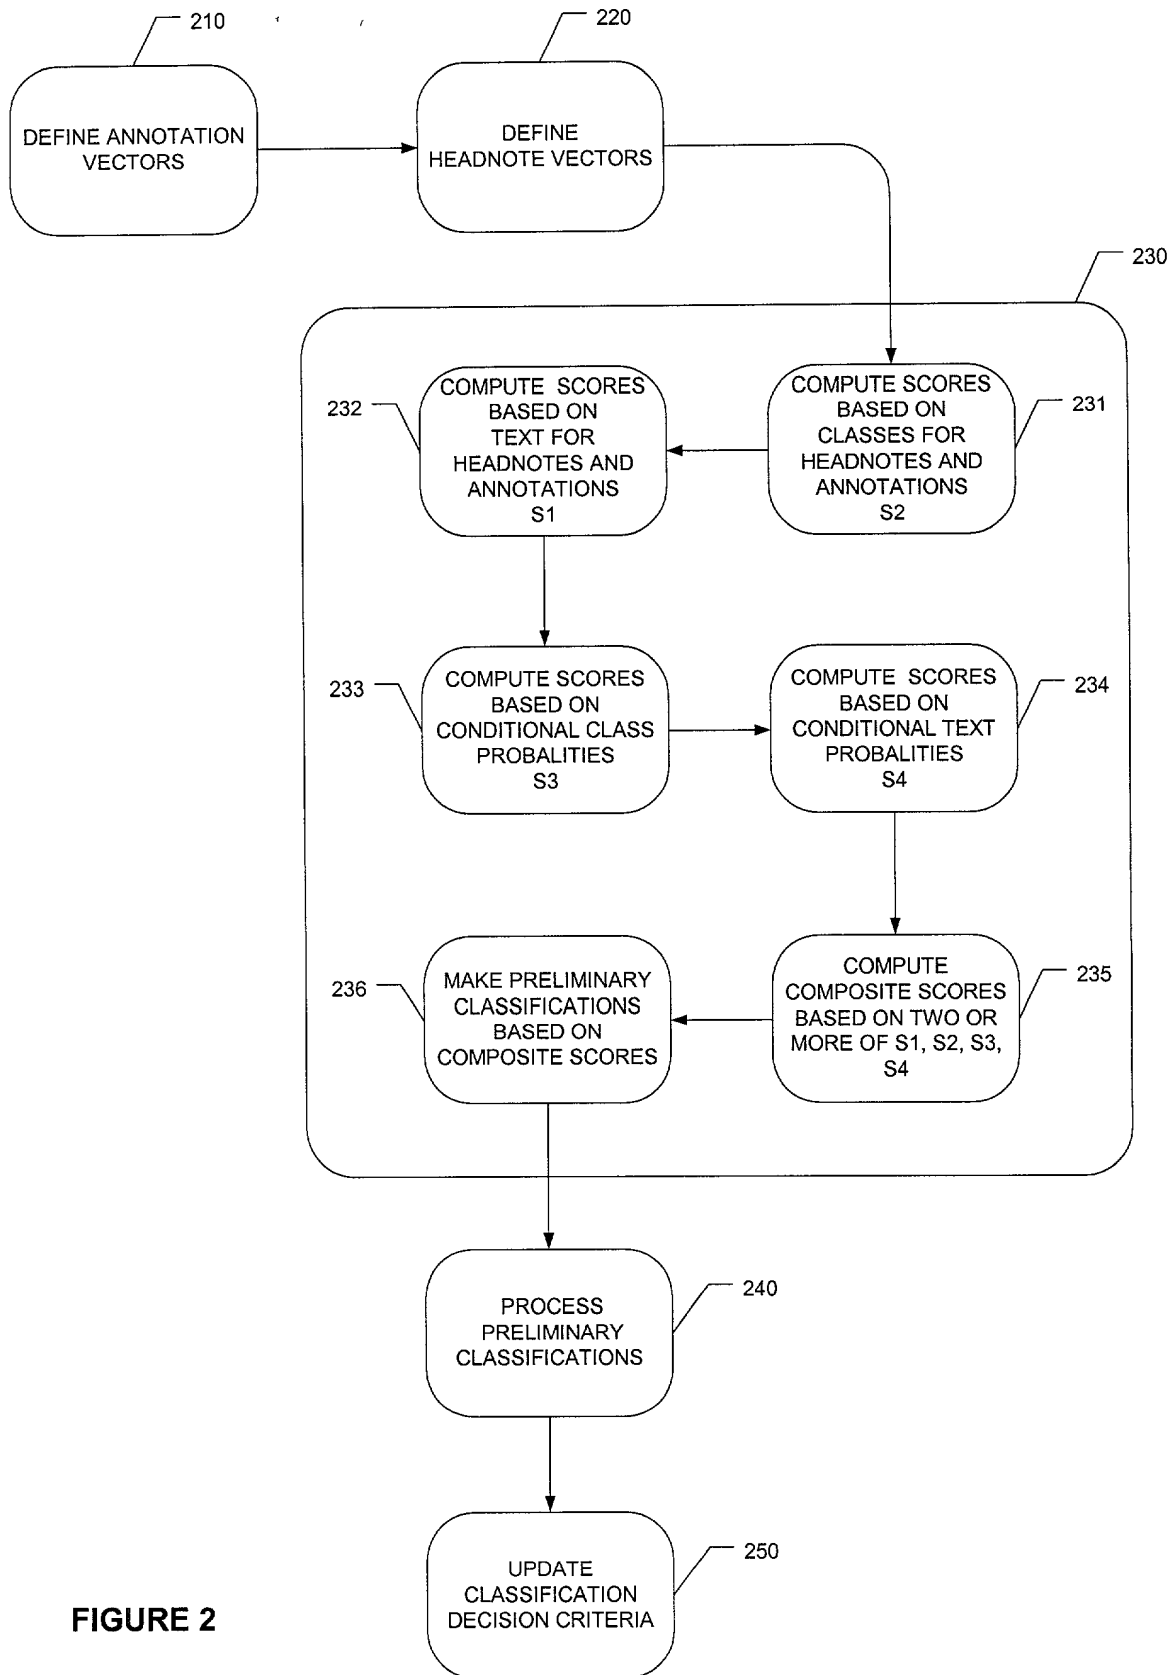 210
DEFINE ANNOTATION
VECTORS
220
DEFINE
HEADNOTE VECTORS
230
232
COMPUTE SCORES
BASED ON
TEXT FOR
HEADNOTES AND
ANNOTATIONS
S1
COMPUTE SCORES
BASED ON
CLASSES FOR
HEADNOTES AND
ANNOTATIONS
S2
231
233
COMPUTE SCORES
BASED ON
CONDITIONAL CLASS
PROBALITIES
S3
COMPUTE SCORES
BASED ON
CONDITIONAL TEXT
PROBALITIES
S4
234
236
MAKE PRELIMINARY
CLASSIFICATIONS
BASED ON
COMPOSITE SCORES
COMPUTE
COMPOSITE SCORES
BASED ON TWO OR
MORE OF S1, S2, S3,
S4
235
PROCESS
PRELIMINARY
CLASSIFICATIONS
240
UPDATE
CLASSIFICATION
DECISION CRITERIA
250
FIGURE 2